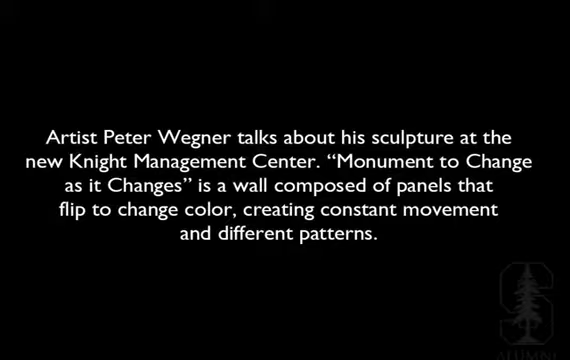 Artist Peter Wegner talks about his sculpture at the
new Knight Management Center. “Monument to Change
as it Changes” is a wall composed of panels that
flip to change color, creating constant movement
and different patterns.
ALUMNI